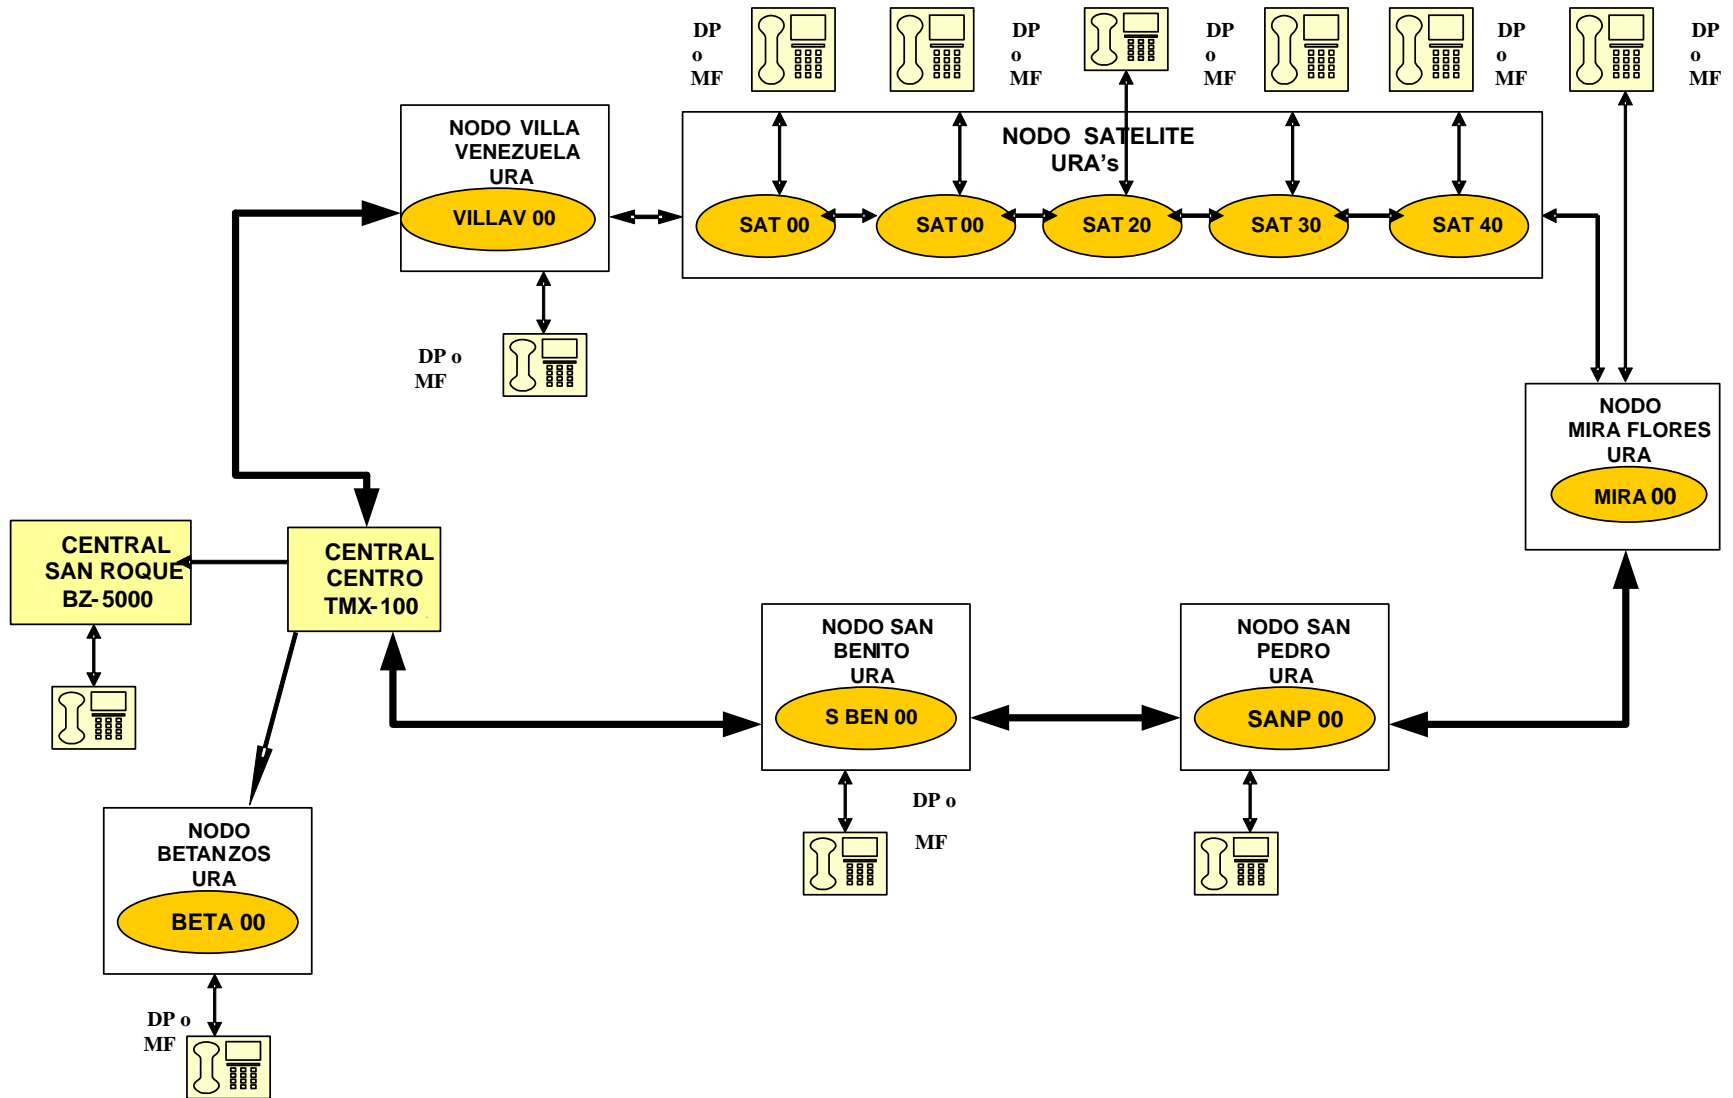 DP
o
MF
DP
o
MF
DP
o
MF
DP
o
MF
DP
o
MF
NODO VILLA
VENEZUELA
URA
VILLAV 00
NODO SATELITE
URA's
SAT 00
SAT 00
SAT 20
SAT 30
SAT 40
DP o
MF
NODO
MIRA FLORES
URA
MIRA 00
CENTRAL
SAN ROQUE
BZ-5000
CENTRAL
CENTRO
TMX-100
NODO SAN
BENITO
URA
S BEN 00
NODO SAN
PEDRO
URA
SANP 00
DP o
MF
NODO
BETANZOS
URA
BETA 00
DP o
MF